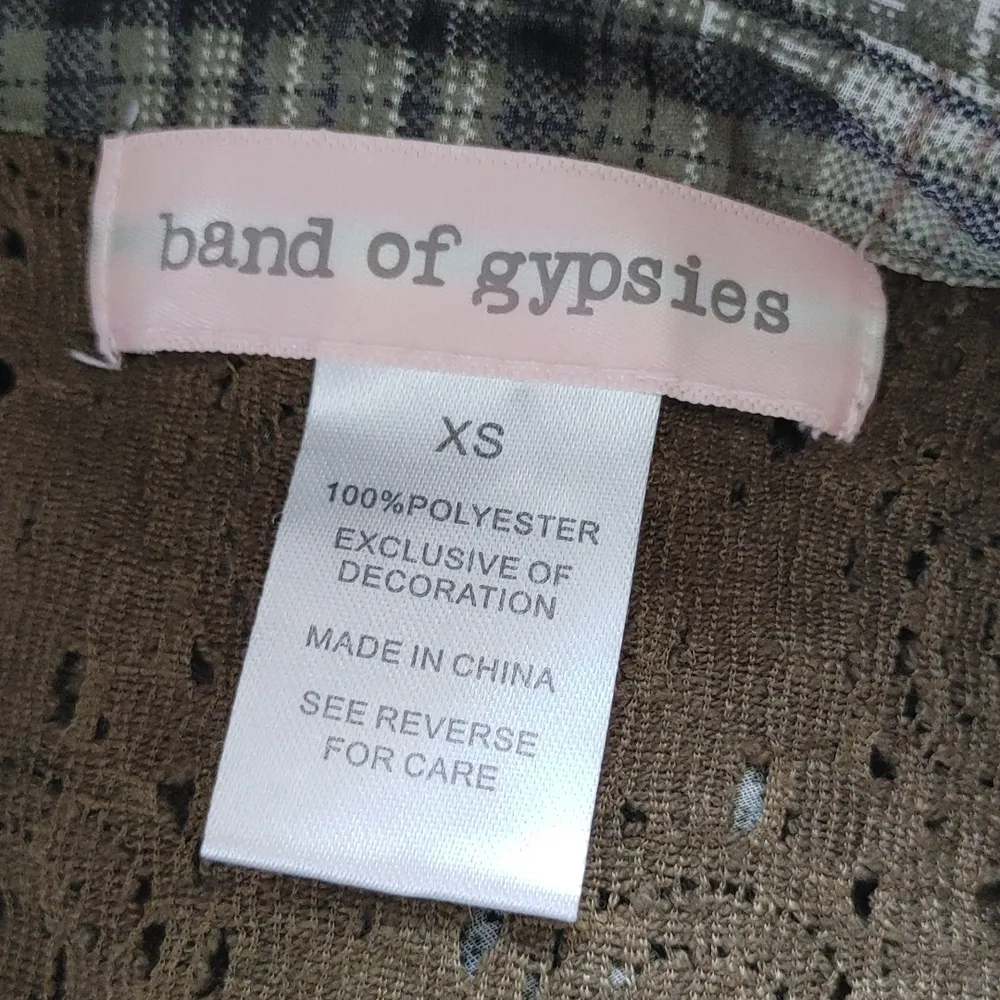 band of gypsies
XS
100%POLYESTER
EXCLUSIVE OF
DECORATION
MADE IN CHINA
SEE REVERSE
FOR CARE